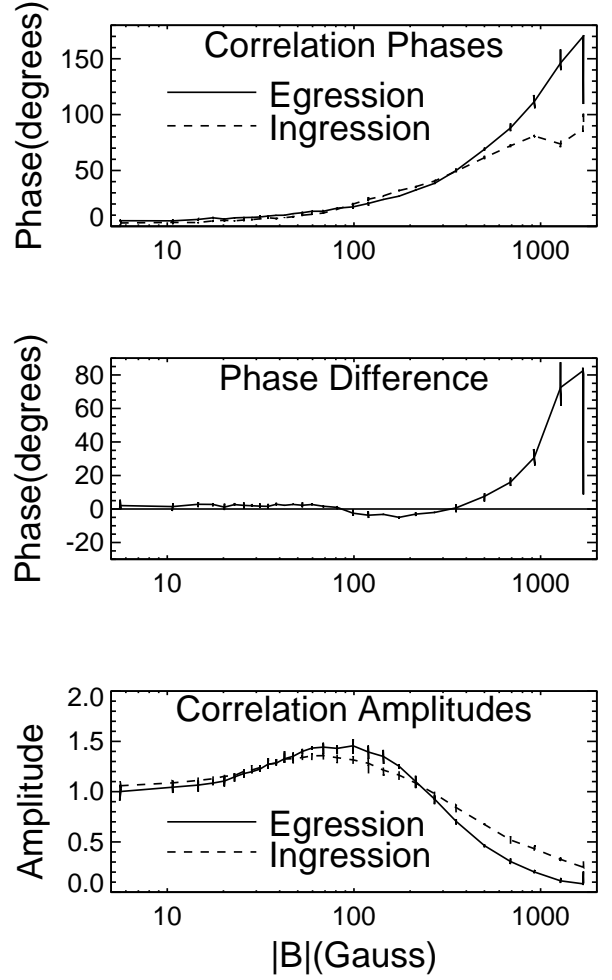 Correlation Phases
Egression
Ingression
Phase(degrees)
150
100
50
0
10 100 1000
Phase Difference
Phase(degrees)
80
60
40
20
0
-20
10 100 1000
Correlation Amplitudes
Egression
Ingression
Amplitude
2.0
1.5
1.0
0.5
0.0
10 100 1000
|B|(Gauss)